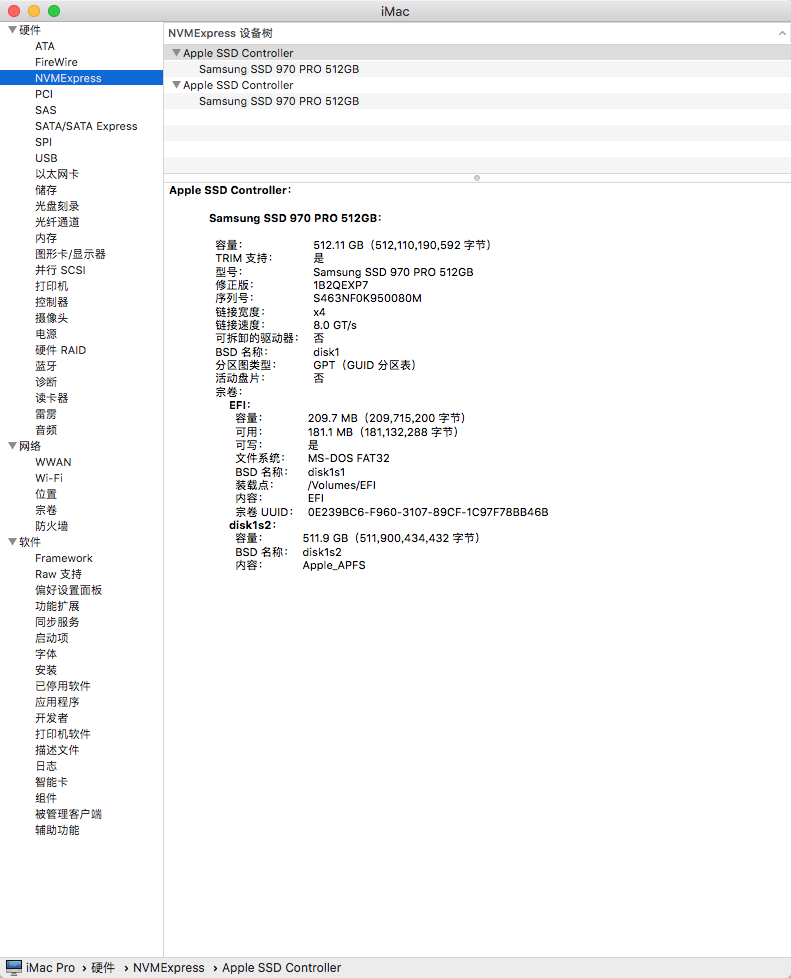 iMac
硬件
ATA
FireWire
NVMExpress
PCI
SAS
SATA/SATA Express
SPI
USB
以太网卡
储存
光盘刻录
光纤通道
内存
图形卡/显示器
并行 SCSI
打印机
控制器
摄像头
电源
硬件 RAID
蓝牙
诊断
读卡器
雷雳
音频
网络
WWAN
Wi-Fi
位置
宗卷
防火墙
软件
Framework
Raw 支持
偏好设置面板
功能扩展
同步服务
启动项
字体
安装
已停用软件
应用程序
开发者
打印机软件
描述文件
日志
智能卡
组件
被管理客户端
辅助功能
NVMExpress 设备树
Apple SSD Controller
Samsung SSD 970 PRO 512GB
Apple SSD Controller
Samsung SSD 970 PRO 512GB
Apple SSD Controller：
Samsung SSD 970 PRO 512GB：
容量： 512.11 GB（512,110,190,592 字节）
TRIM 支持： 是
型号： Samsung SSD 970 PRO 512GB
修正版： 1B2QEXP7
序列号： S463NF0K950080M
链接宽度： x4
链接速度： 8.0 GT/s
可拆卸的驱动器： 否
BSD 名称： disk1
分区图类型： GPT（GUID 分区表）
活动盘片： 否
宗卷：
EFI：
容量： 209.7 MB（209,715,200 字节）
可用： 181.1 MB（181,132,288 字节）
可写： 是
文件系统： MS-DOS FAT32
BSD 名称： disk1s1
装载点： /Volumes/EFI
内容： EFI
宗卷 UUID： 0E239BC6-F960-3107-89CF-1C97F78BB46B
disk1s2：
容量： 511.9 GB（511,900,434,432 字节）
BSD 名称： disk1s2
内容： Apple_APFS
iMac Pro › 硬件 › NVMExpress › Apple SSD Controller